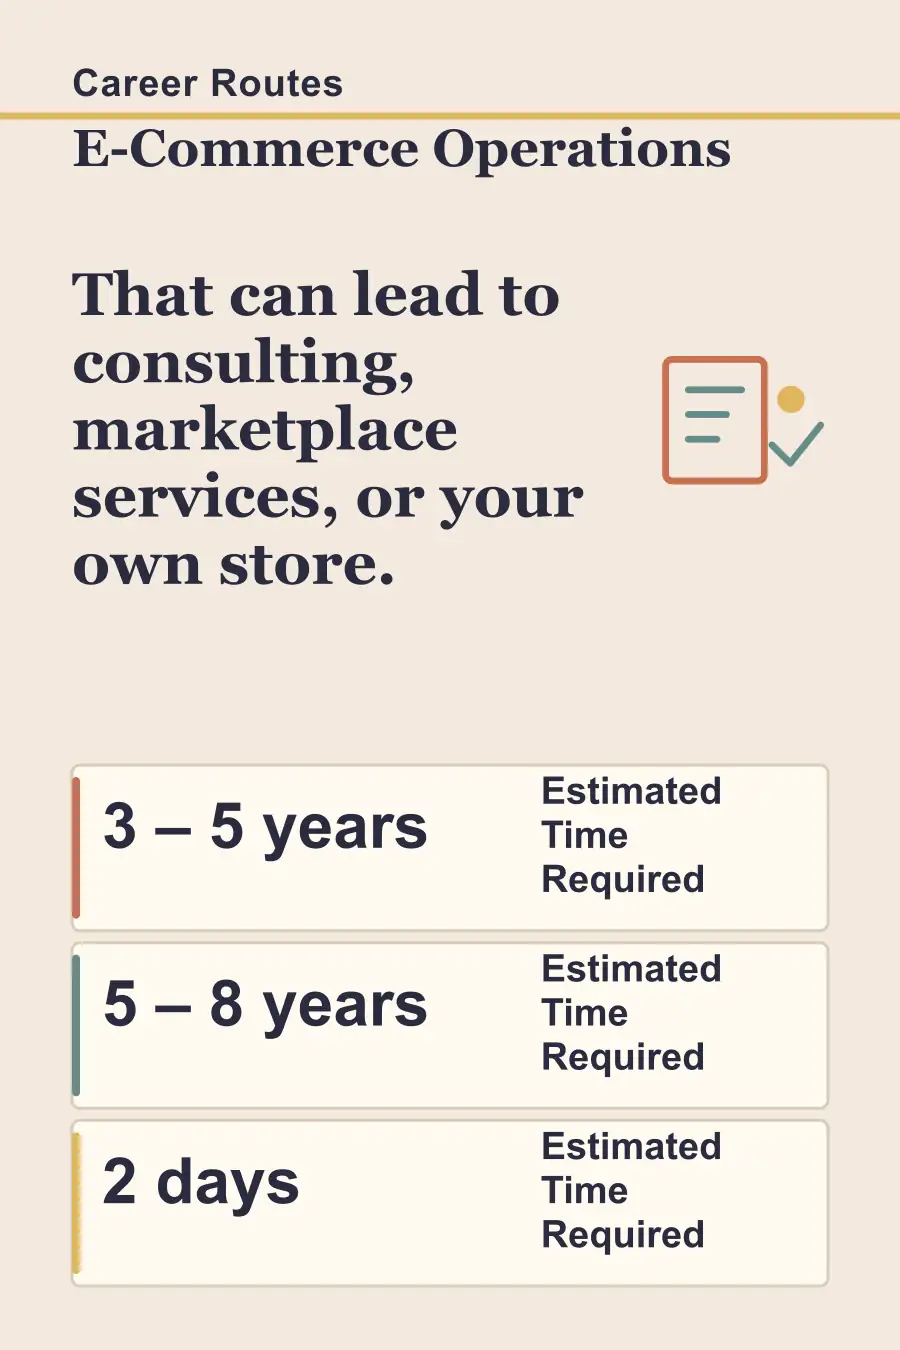 Career Routes
E-Commerce Operations
That can lead to
consulting,
marketplace
services, or your
own store.
3 – 5 years
Estimated
Time
Required
5 – 8 years
Estimated
Time
Required
2 days
Estimated
Time
Required